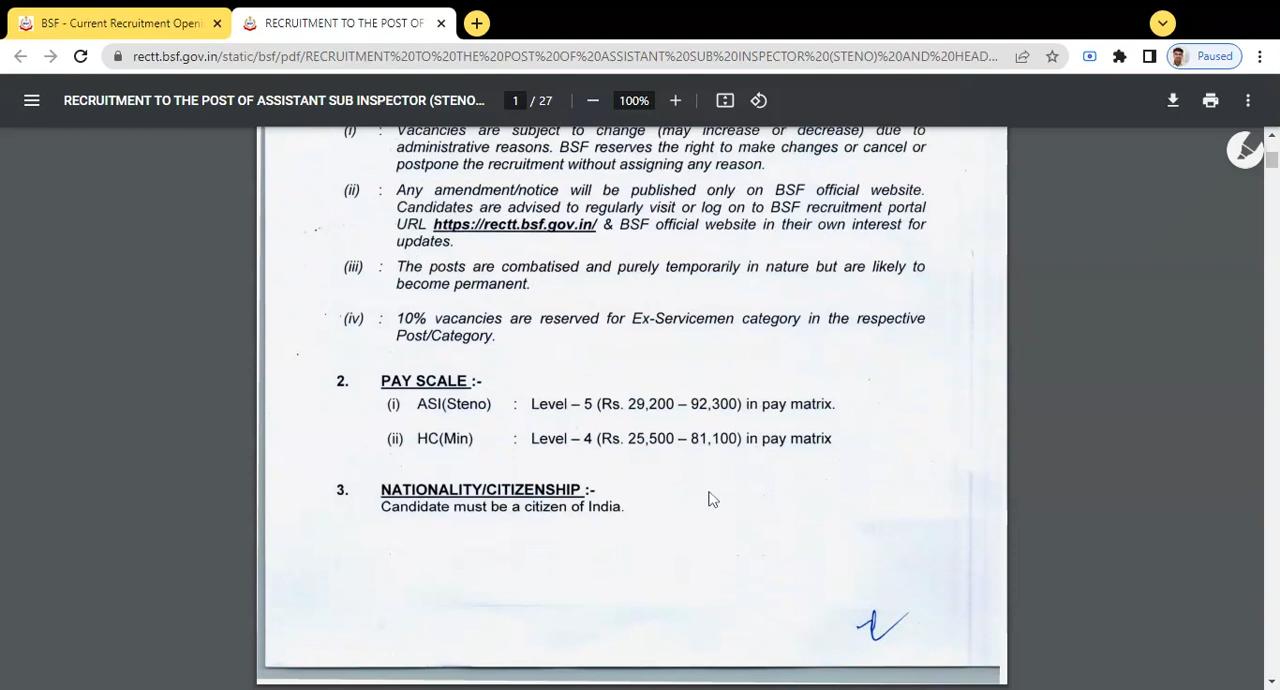 BSF - Current Recruitment Openi
RECRUITMENT TO THE POST OF
rectt.bsf.gov.in/static/bsf/pdf/RECRUITMENT%20TO%20THE%20POST%20OF%20ASSISTANT%20SUB%20INSPECTOR%20(STENO)%20AND%20HEAD...
Paused
RECRUITMENT TO THE POST OF ASSISTANT SUB INSPECTOR (STENO...
1 / 27
100%
(i) : Vacancies are subject to change (may increase or decrease) due to
administrative reasons. BSF reserves the right to make changes or cancel or
postpone the recruitment without assigning any reason.
(ii) : Any amendment/notice will be published only on BSF official website.
Candidates are advised to regularly visit or log on to BSF recruitment portal
URL https://rectt.bsf.gov.in/ & BSF official website in their own interest for
updates.
(iii) : The posts are combatised and purely temporarily in nature but are likely to
become permanent.
(iv) : 10% vacancies are reserved for Ex-Servicemen category in the respective
Post/Category.
2. PAY SCALE :-
(i) ASI(Steno) : Level – 5 (Rs. 29,200 – 92,300) in pay matrix.
(ii) HC(Min) : Level – 4 (Rs. 25,500 – 81,100) in pay matrix
3. NATIONALITY/CITIZENSHIP :-
Candidate must be a citizen of India.